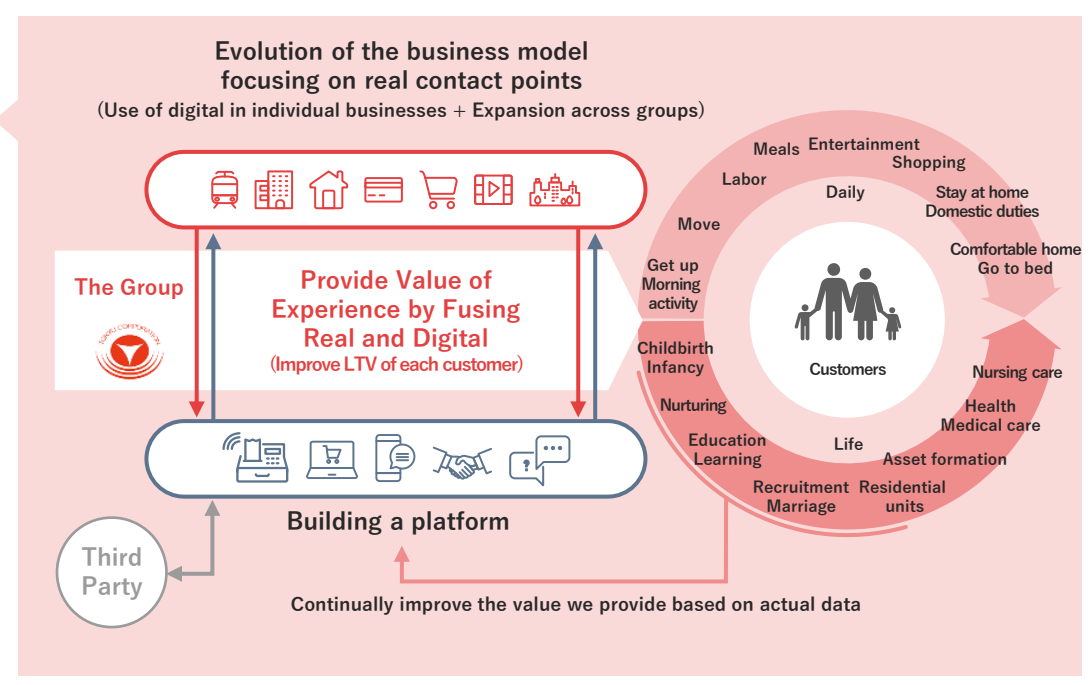 Evolution of the business model
focusing on real contact points
(Use of digital in individual businesses + Expansion across groups)
The Group
TOKYU CORPORATION
Provide Value of
Experience by Fusing
Real and Digital
(Improve LTV of each customer)
?
Building a platform
Third
Party
Continually improve the value we provide based on actual data
Daily
Get up
Morning
activity
Move
Labor
Meals
Entertainment
Shopping
Stay at home
Domestic duties
Comfortable home
Go to bed
Customers
Life
Childbirth
Infancy
Nurturing
Education
Learning
Recruitment
Marriage
Residential
units
Asset formation
Health
Medical care
Nursing care